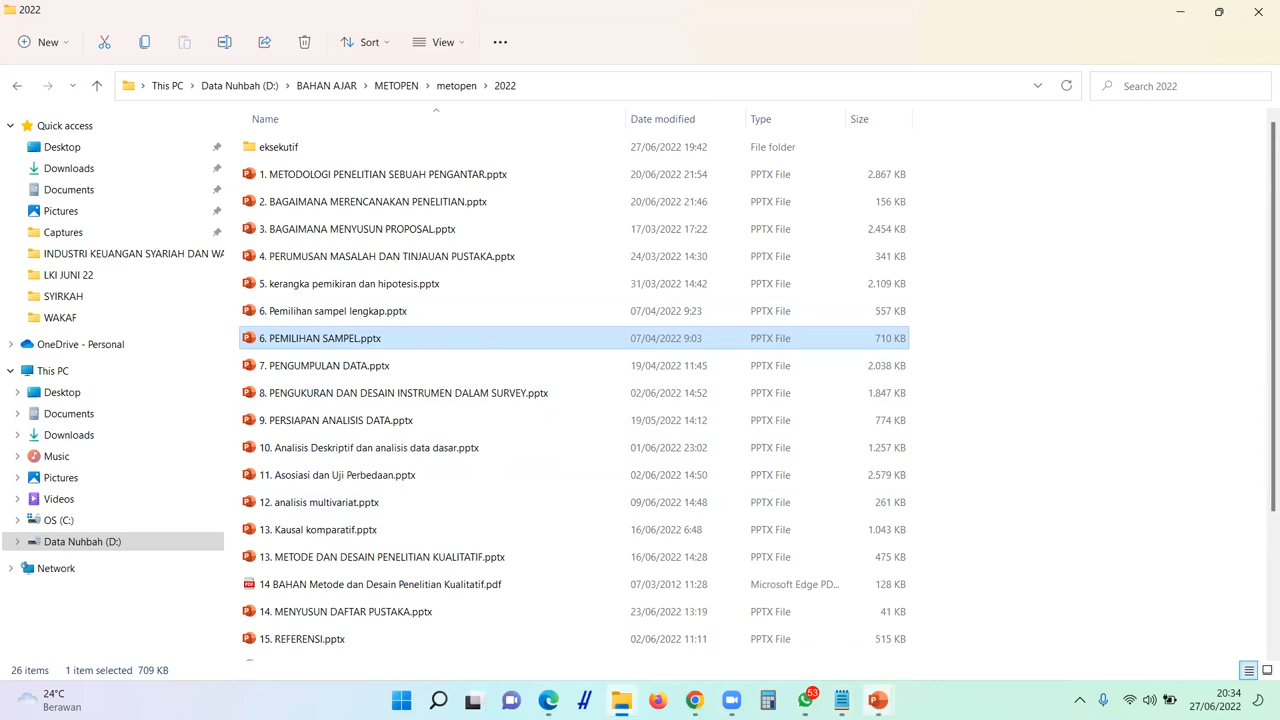 2022
New
Sort
View
This PC
Data Nuhbah (D:)
BAHAN AJAR
METOPEN
metopen
2022
Search 2022
Name
Date modified
Type
Size
Quick access
Desktop
Downloads
Documents
Pictures
Captures
INDUSTRI KEUANGAN SYARIAH DAN WA
LKI JUNI 22
SYIRKAH
WAKAF
OneDrive - Personal
This PC
Desktop
Documents
Downloads
Music
Pictures
Videos
OS (C:)
Data Nuhbah (D:)
Network
eksekutif 27/06/2022 19:42 File folder
1. METODOLOGI PENELITIAN SEBUAH PENGANTAR.pptx 20/06/2022 21:54 PPTX File 2.867 KB
2. BAGAIMANA MERENCANAKAN PENELITIAN.pptx 20/06/2022 21:46 PPTX File 156 KB
3. BAGAIMANA MENYUSUN PROPOSAL.pptx 17/03/2022 17:22 PPTX File 2.454 KB
4. PERUMUSAN MASALAH DAN TINJAUAN PUSTAKA.pptx 24/03/2022 14:30 PPTX File 341 KB
5. kerangka pemikiran dan hipotesis.pptx 31/03/2022 14:42 PPTX File 2.109 KB
6. Pemilihan sampel lengkap.pptx 07/04/2022 9:23 PPTX File 557 KB
6. PEMILIHAN SAMPEL.pptx 07/04/2022 9:03 PPTX File 710 KB
7. PENGUMPULAN DATA.pptx 19/04/2022 11:45 PPTX File 2.038 KB
8. PENGUKURAN DAN DESAIN INSTRUMEN DALAM SURVEY.pptx 02/06/2022 14:52 PPTX File 1.847 KB
9. PERSIAPAN ANALISIS DATA.pptx 19/05/2022 14:12 PPTX File 774 KB
10. Analisis Deskriptif dan analisis data dasar.pptx 01/06/2022 23:02 PPTX File 1.257 KB
11. Asosiasi dan Uji Perbedaan.pptx 02/06/2022 14:50 PPTX File 2.579 KB
12. analisis multivariat.pptx 09/06/2022 14:48 PPTX File 261 KB
13. Kausal komparatif.pptx 16/06/2022 6:48 PPTX File 1.043 KB
13. METODE DAN DESAIN PENELITIAN KUALITATIF.pptx 16/06/2022 14:28 PPTX File 475 KB
14 BAHAN Metode dan Desain Penelitian Kualitatif.pdf 07/03/2012 11:28 Microsoft Edge PD... 128 KB
14. MENYUSUN DAFTAR PUSTAKA.pptx 23/06/2022 13:19 PPTX File 41 KB
15. REFERENSI.pptx 02/06/2022 11:11 PPTX File 515 KB
26 items 1 item selected 709 KB
24°C
Berawan
53
20:34
27/06/2022